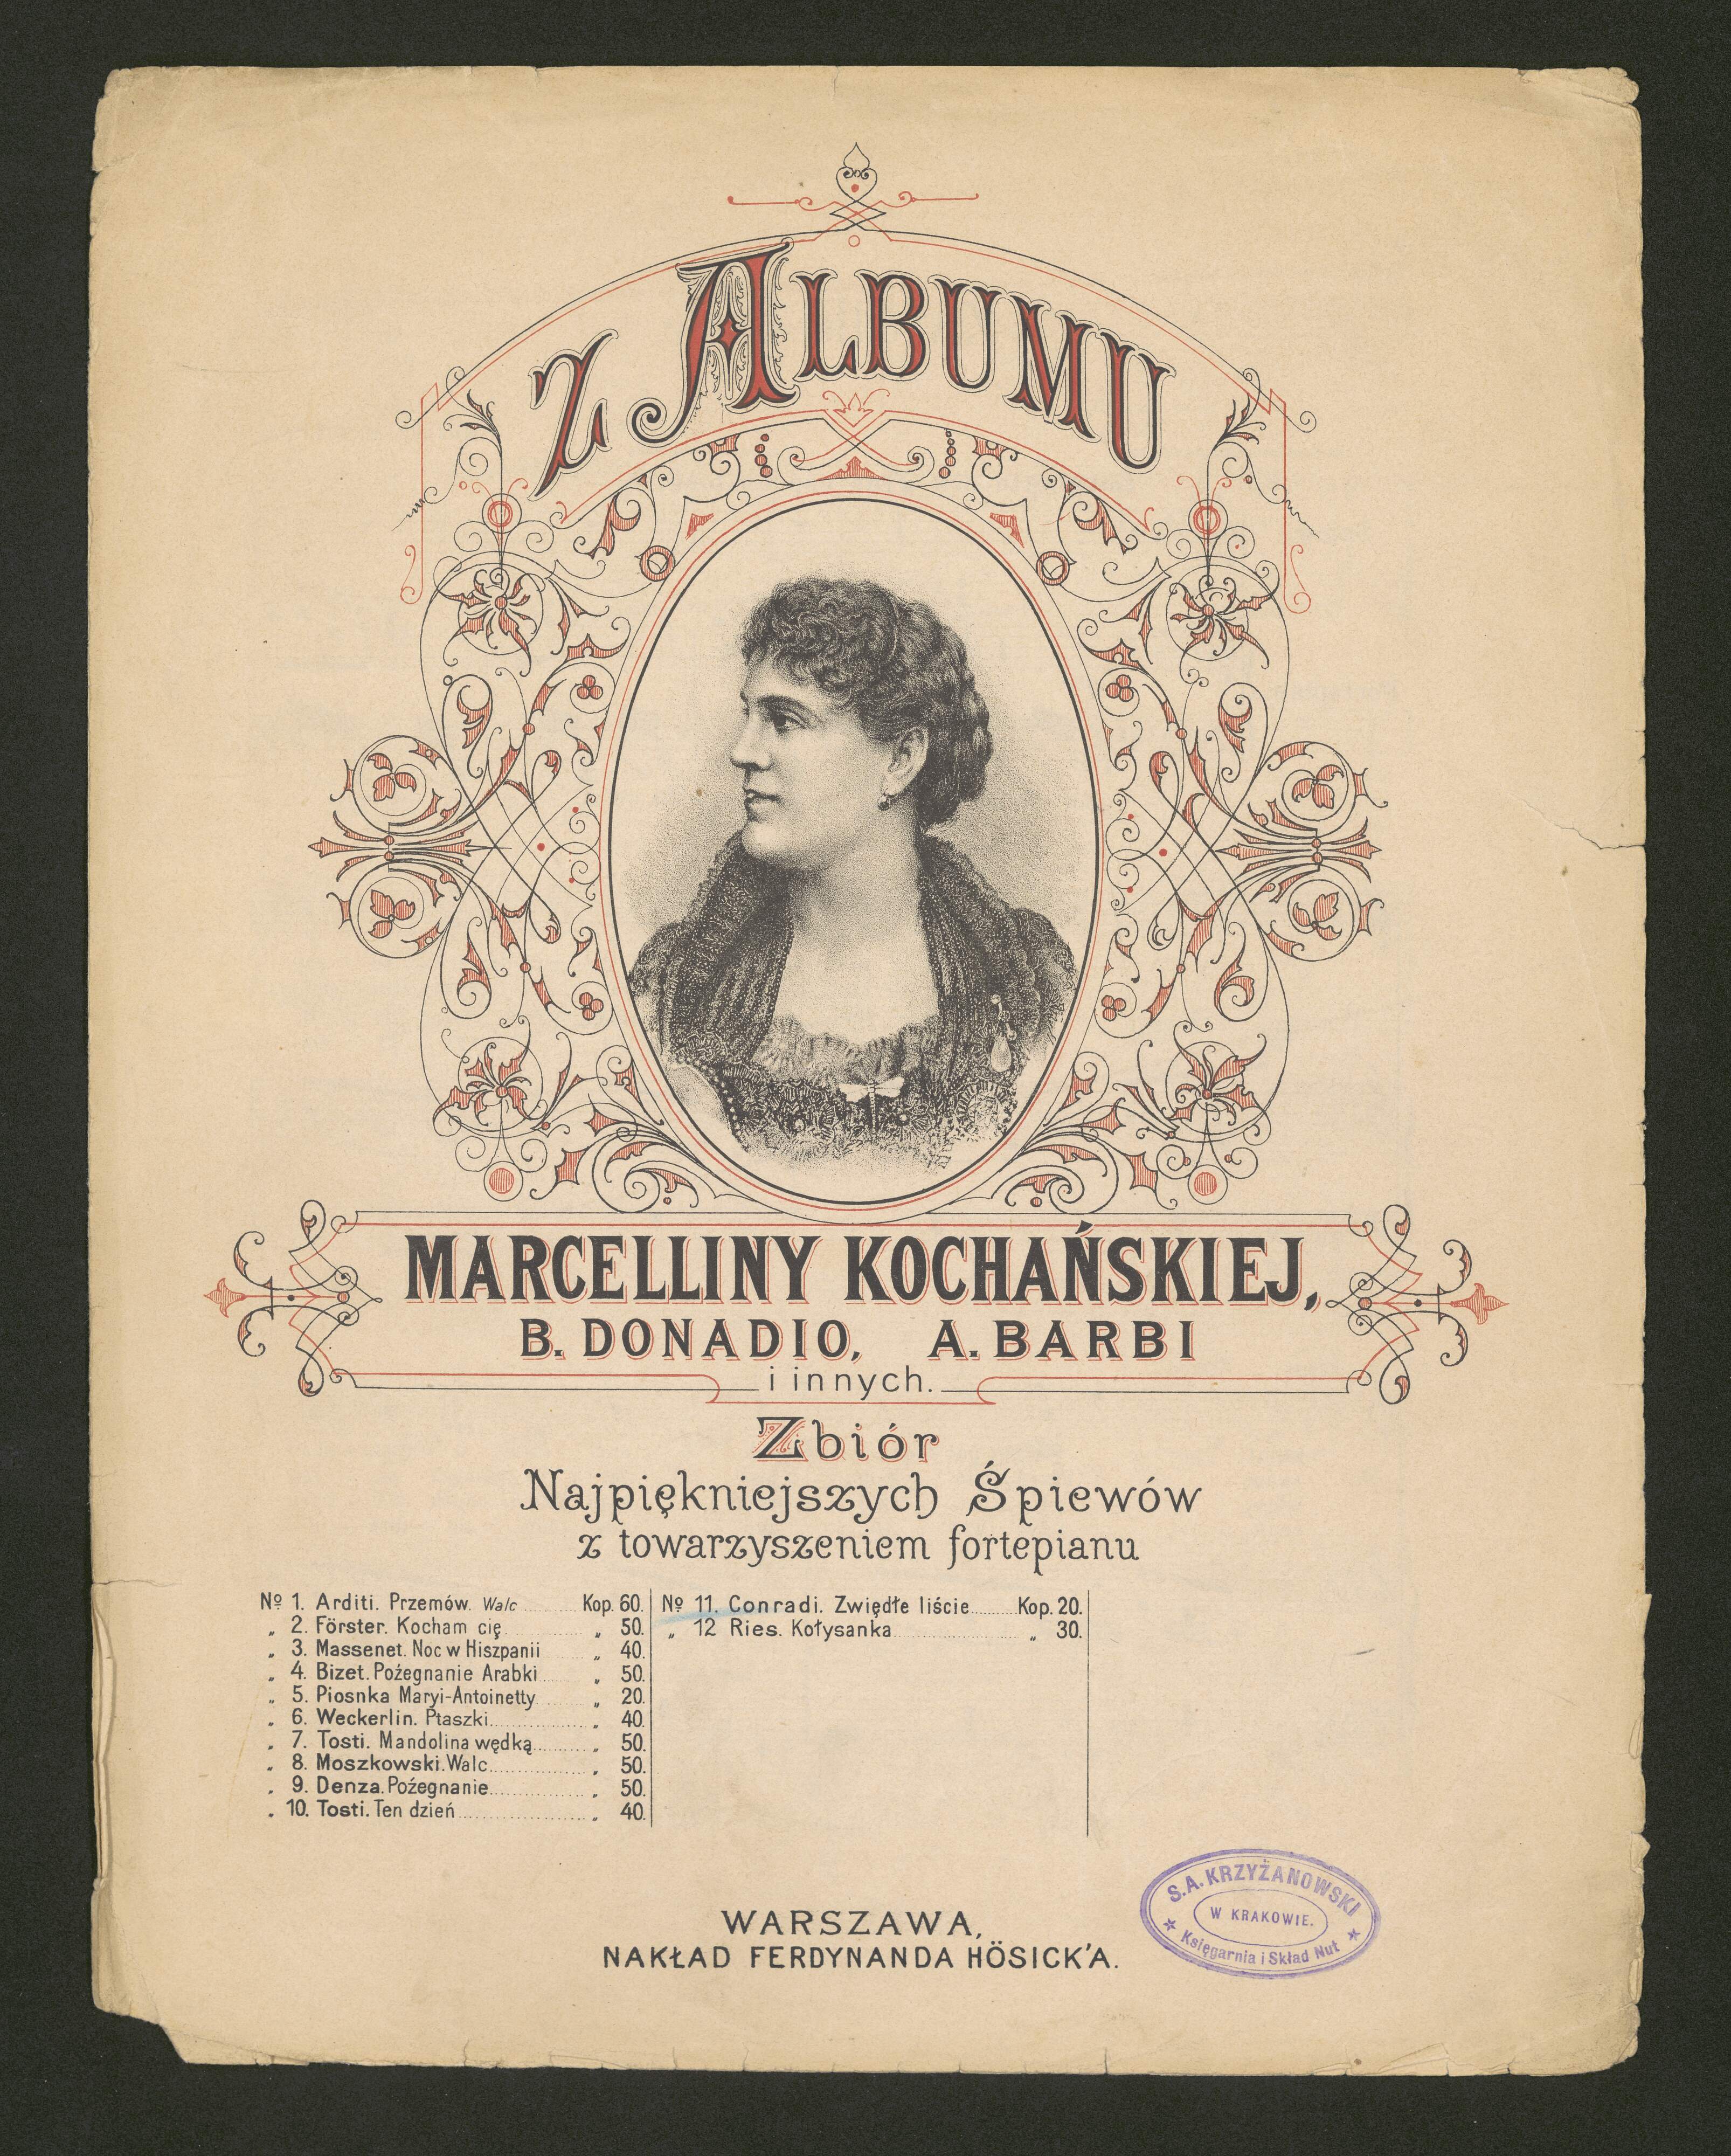 Z ALBUMU
MARCELLINY KOCHAŃSKIEJ,
B. DONADIO, A. BARBI
i innych.
Zbiór
Najpiękniejszych Śpiewów
z towarzyszeniem fortepianu
№ 1. Arditi. Przemów. Walc Kop. 60.
„ 2. Förster. Kocham cię „ 50.
„ 3. Massenet. Noc w Hiszpanii „ 40.
„ 4. Bizet. Pożegnanie Arabki „ 50.
„ 5. Piosnka Maryi-Antoinetty „ 20.
„ 6. Weckerlin. Ptaszki „ 40.
„ 7. Tosti. Mandolina wędką „ 50.
„ 8. Moszkowski. Walc „ 50.
„ 9. Denza. Pożegnanie „ 50.
„ 10. Tosti. Ten dzień „ 40.
№ 11. Conradi. Zwiędłe liście Kop. 20.
„ 12 Ries. Kołysanka „ 30.
WARSZAWA,
NAKŁAD FERDYNANDA HÖSICK'A.
S. A. KRZYŻANOWSKI
W KRAKOWIE.
Księgarnia i Skład Nut